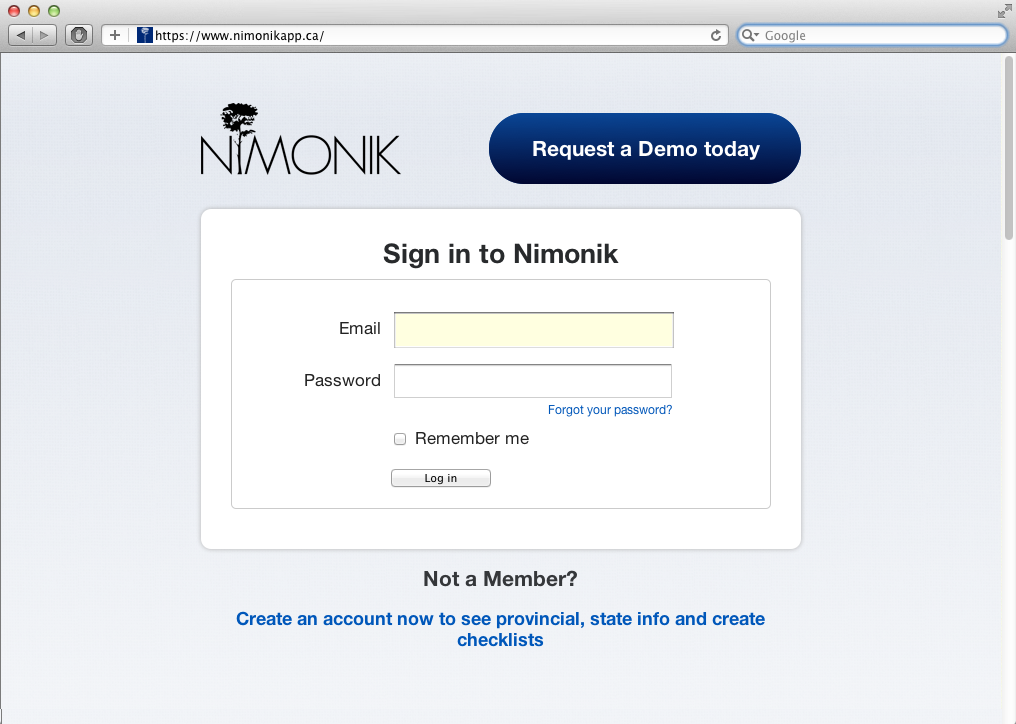 https://www.nimonikapp.ca/
Google
NIMONIK
Request a Demo today
Sign in to Nimonik
Email
Password
Forgot your password?
Remember me
Log in
Not a Member?
Create an account now to see provincial, state info and create
checklists